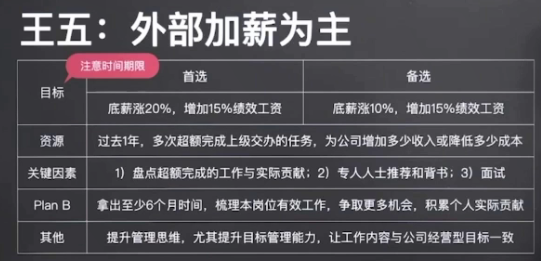 王五：外部加薪为主
注意时间期限
目标
首选
备选
底薪涨20%，增加15%绩效工资
底薪涨10%，增加15%绩效工资
资源
过去1年，多次超额完成上级交办的任务，为公司增加多少收入或降低多少成本
关键因素
1）盘点超额完成的工作与实际贡献；2）专人人士推荐和背书；3）面试
Plan B
拿出至少6个月时间，梳理本岗位有效工作，争取更多机会，积累个人实际贡献
其他
提升管理思维，尤其提升目标管理能力，让工作内容与公司经营型目标一致